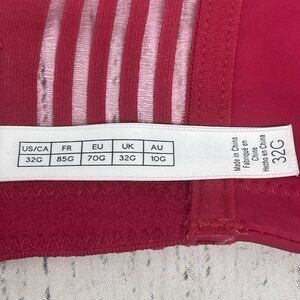 US/CA FR EU UK AU
32G 85G 70G 32G 10G
Made in China
Fabriqué en
Chine
Hecho en China
32G